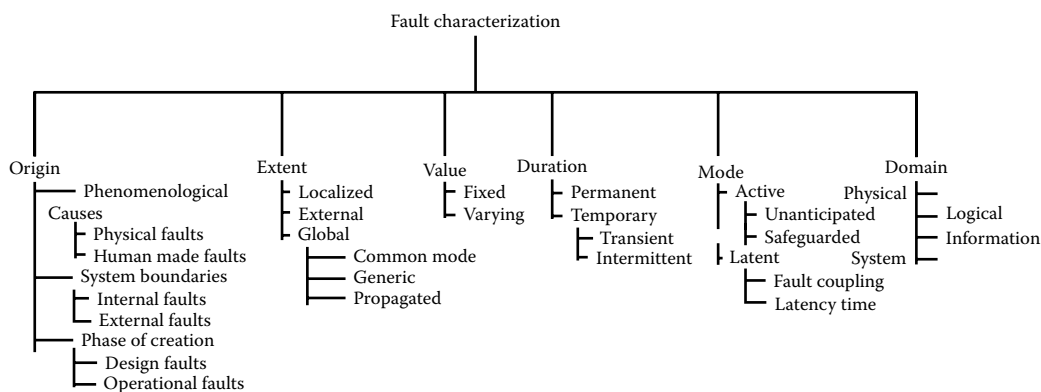 Fault characterization
Origin
Phenomenological
Causes
Physical faults
Human made faults
System boundaries
Internal faults
External faults
Phase of creation
Design faults
Operational faults
Extent
Localized
External
Global
Common mode
Generic
Propagated
Value
Fixed
Varying
Duration
Permanent
Temporary
Transient
Intermittent
Mode
Active
Unanticipated
Safeguarded
Latent
Fault coupling
Latency time
Domain
Physical
Logical
Information
System